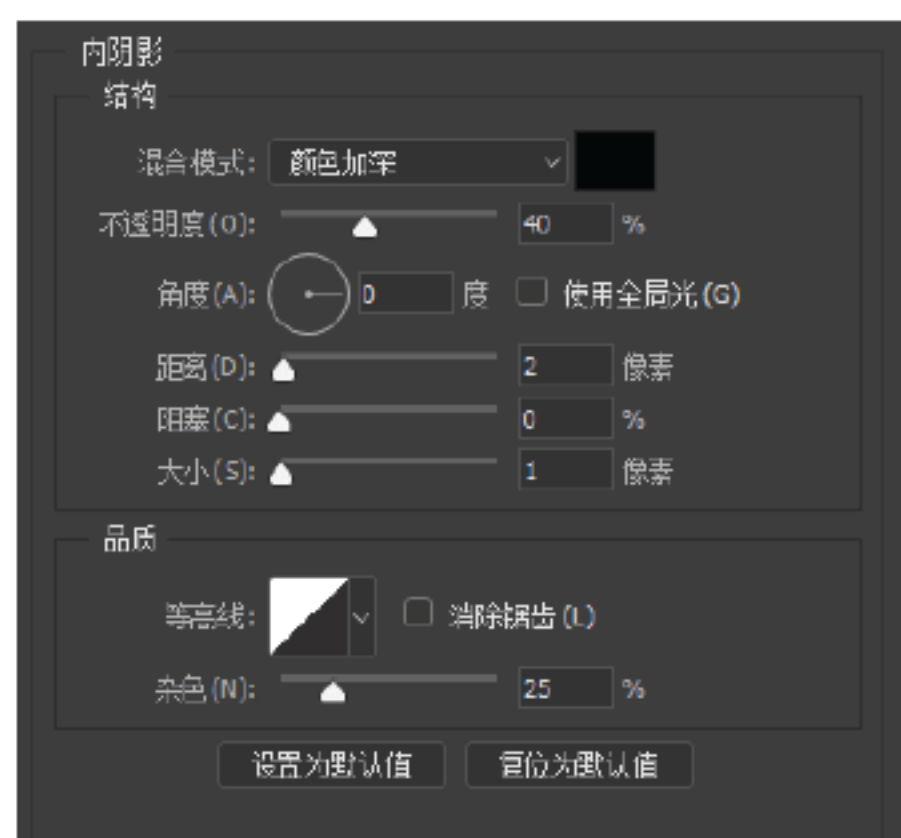 内阴影
结构
混合模式: 颜色加深
不透明度(O): 40 %
角度(A): 0 度 使用全局光(G)
距离(D): 2 像素
阻塞(C): 0 %
大小(S): 1 像素
品质
等高线: 消除锯齿(L)
杂色(N): 25 %
设置为默认值 复位为默认值